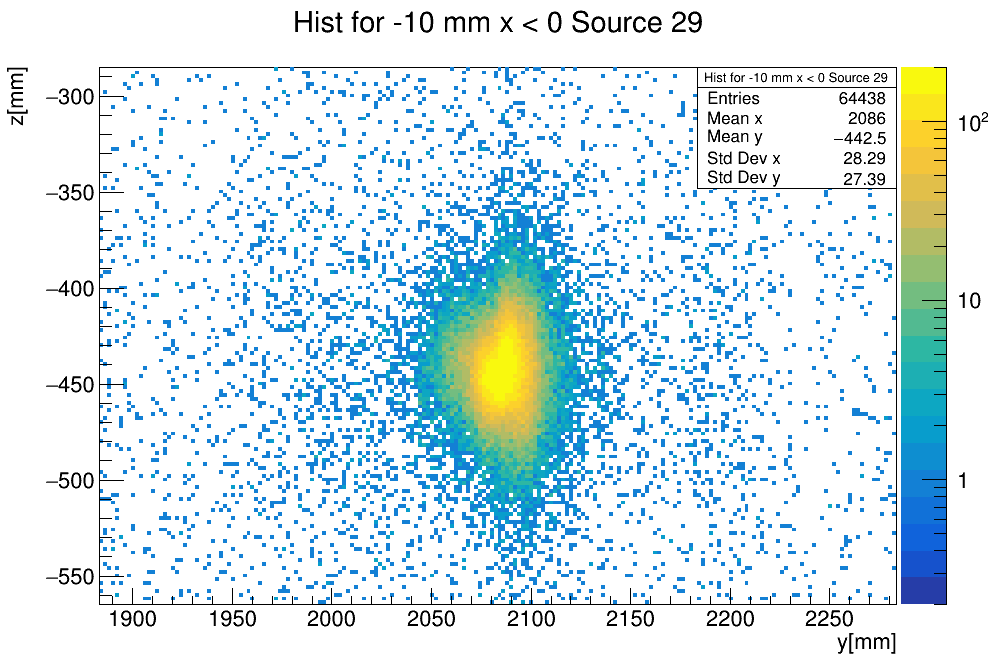 Hist for -10 mm x < 0 Source 29
z[mm]
Hist for -10 mm x < 0 Source 29
Entries 64438
Mean x 2086
Mean y −442.5
Std Dev x 28.29
Std Dev y 27.39
−300
−350
−400
−450
−500
−550
10²
10
1
1900 1950 2000 2050 2100 2150 2200 2250
y[mm]